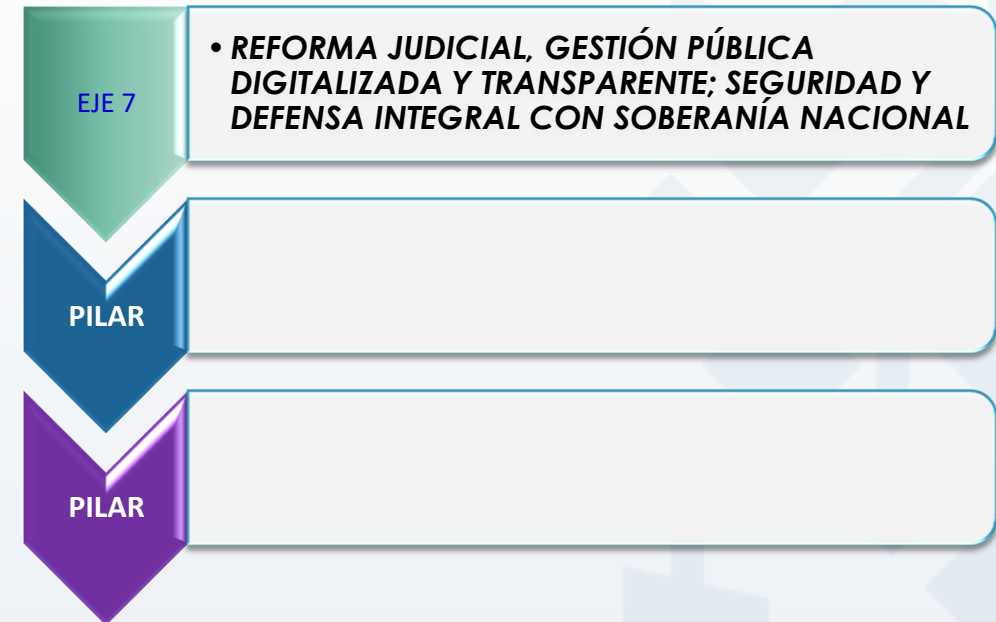 EJE 7
• REFORMA JUDICIAL, GESTIÓN PÚBLICA
DIGITALIZADA Y TRANSPARENTE; SEGURIDAD Y
DEFENSA INTEGRAL CON SOBERANÍA NACIONAL
PILAR
PILAR